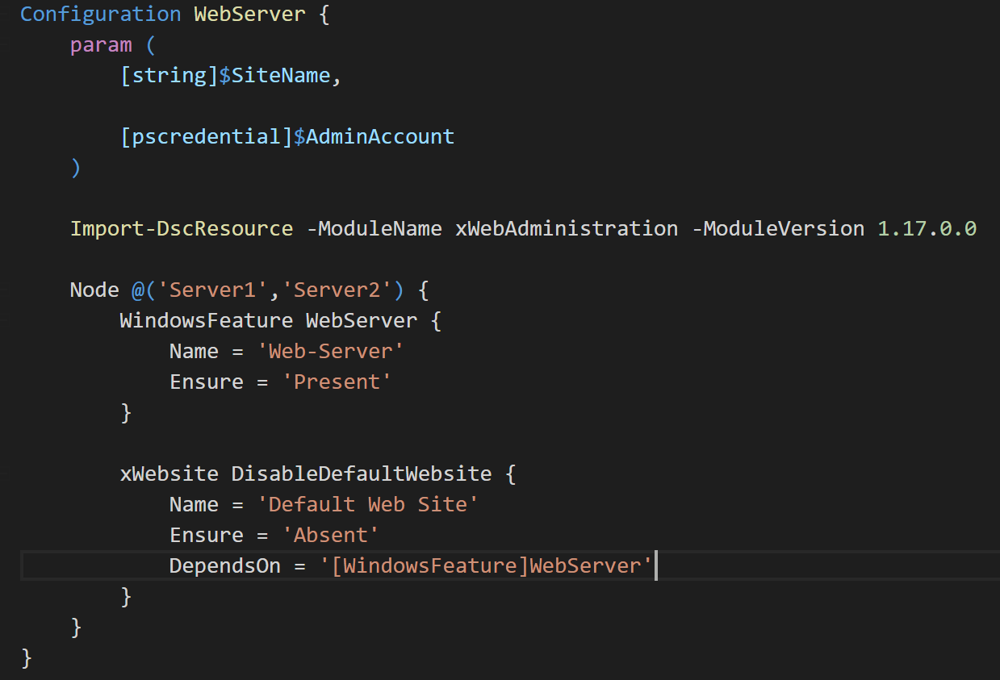 Configuration WebServer {
    param (
        [string]$SiteName,

        [pscredential]$AdminAccount
    )

    Import-DscResource -ModuleName xWebAdministration -ModuleVersion 1.17.0.0

    Node @('Server1','Server2') {
        WindowsFeature WebServer {
            Name = 'Web-Server'
            Ensure = 'Present'
        }

        xWebsite DisableDefaultWebsite {
            Name = 'Default Web Site'
            Ensure = 'Absent'
            DependsOn = '[WindowsFeature]WebServer'
        }
    }
}